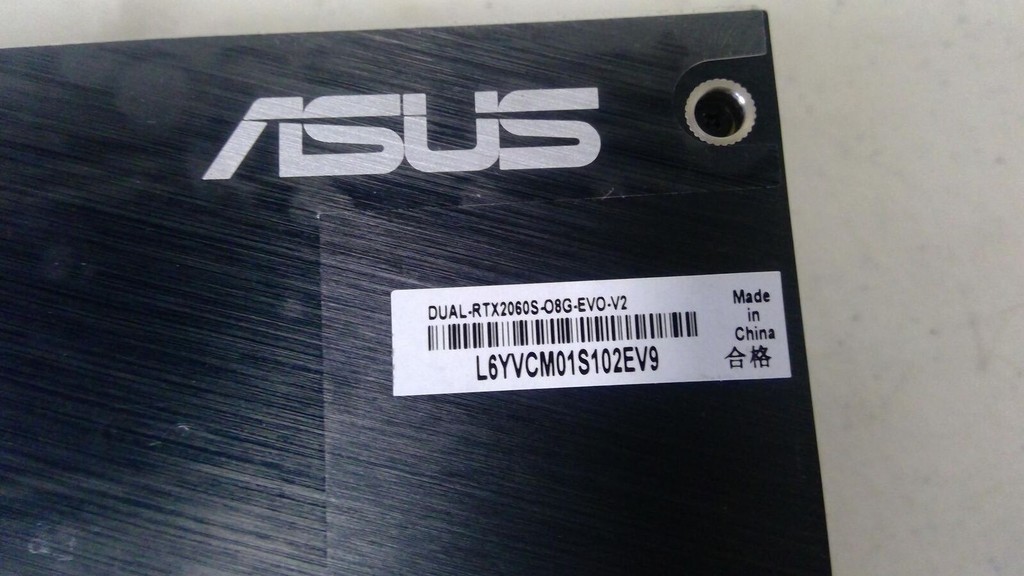 ASUS
DUAL-RTX2060S-O8G-EVO-V2
L6YVCM01S102EV9
Made
in
China
合格